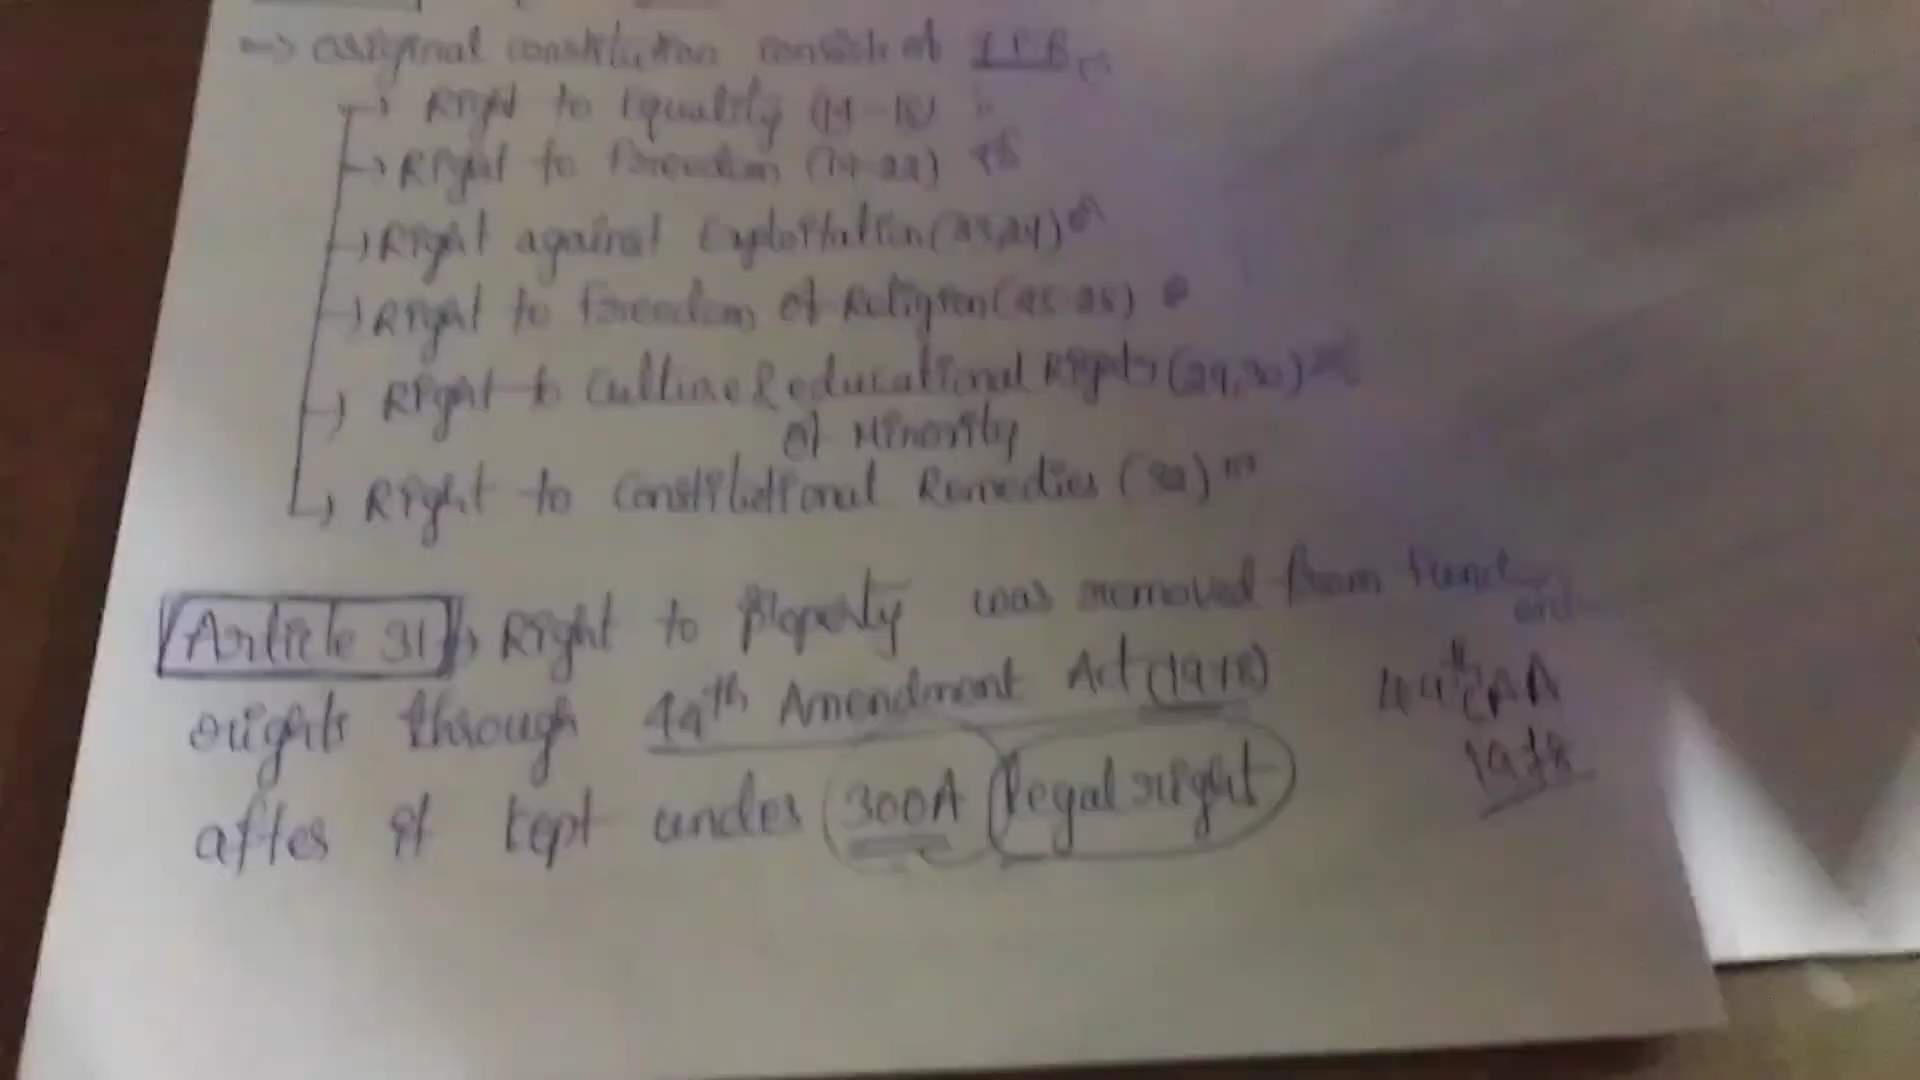 => original constitution consist of 7 F.R
→ Right to Equality (14-18)
→ Right to freedom (19-22)
→ Right against Exploitation (23,24)
→ Right to freedom of Religion (25-28)
→ Right to Culture & educational Rights (29,30)
of Minority
→ Right to Constitutional Remedies (32)
Article 31 → Right to Property was removed from fund
rights through 44th Amendment Act (1978)
44th CAA
1978
after it kept under 300A (legal right)